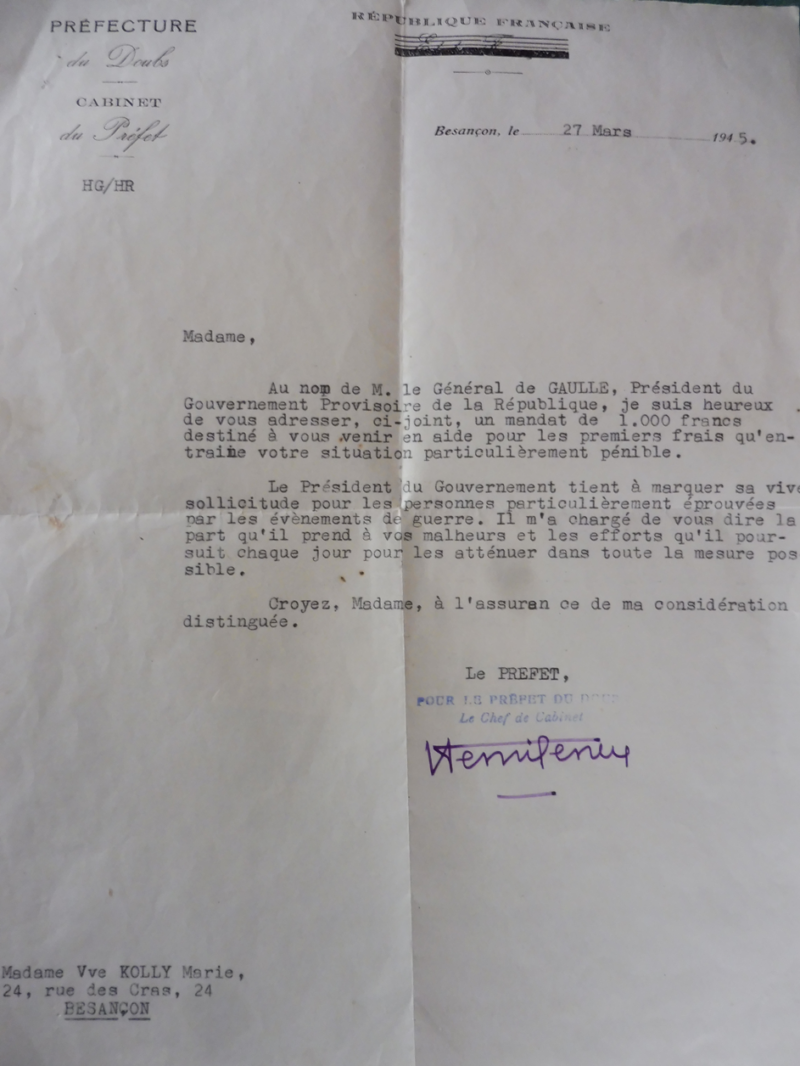 PRÉFECTURE
du Doubs
CABINET
du Préfet
HG/HR
RÉPUBLIQUE FRANÇAISE
Besançon, le 27 Mars 1945.
Madame,
Au nom de M. le Général de GAULLE, Président du
Gouvernement Provisoire de la République, je suis heureux
de vous adresser, ci-joint, un mandat de 1.000 francs
destiné à vous venir en aide pour les premiers frais qu'en-
traine votre situation particulièrement pénible.
Le Président du Gouvernement tient à marquer sa vive
sollicitude pour les personnes particulièrement éprouvées
par les évènements de guerre. Il m'a chargé de vous dire la
part qu'il prend à vos malheurs et les efforts qu'il pour-
suit chaque jour pour les atténuer dans toute la mesure pos
sible.
Croyez, Madame, à l'assuran ce de ma considération
distinguée.
Le PREFET,
POUR LE PRÉFET DU DOUBS
Le Chef de Cabinet
Madame Vve KOLLY Marie,
24, rue des Cras, 24
BESANÇON